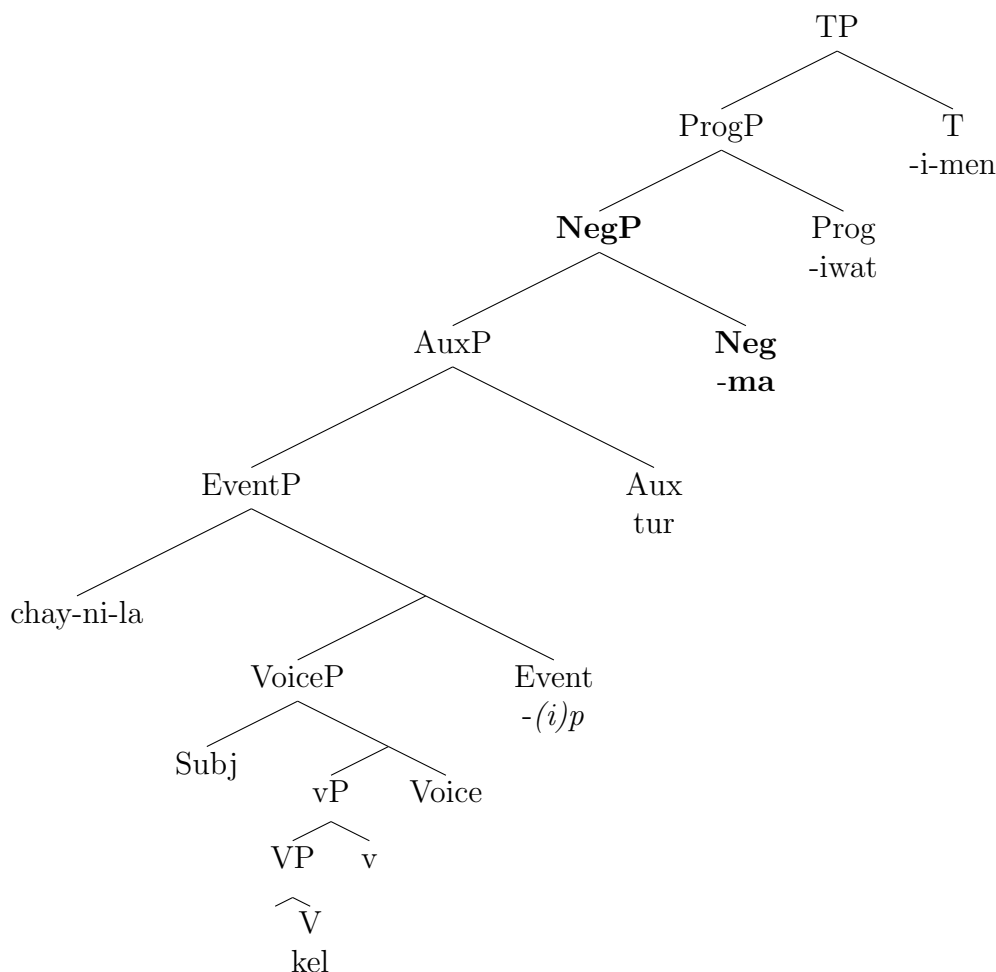 TP
ProgP T
-i-men
NegP Prog
-iwat
AuxP Neg
-ma
EventP Aux
tur
chay-ni-la
VoiceP Event
-(i)p
Subj
vP Voice
VP v
V
kel